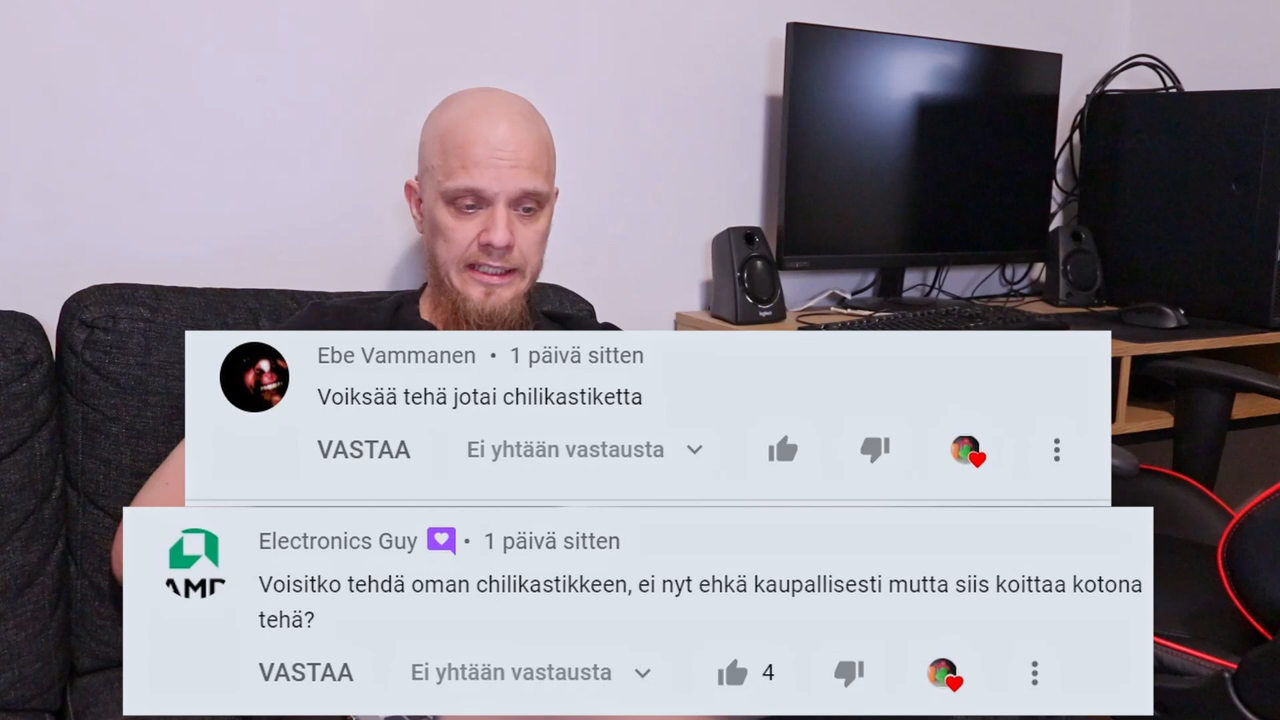 Ebe Vammanen • 1 päivä sitten
Voiksää tehä jotai chilikastiketta
VASTAA Ei yhtään vastausta
Electronics Guy • 1 päivä sitten
Voisitko tehdä oman chilikastikkeen, ei nyt ehkä kaupallisesti mutta siis koittaa kotona
tehä?
VASTAA Ei yhtään vastausta 4
logitech